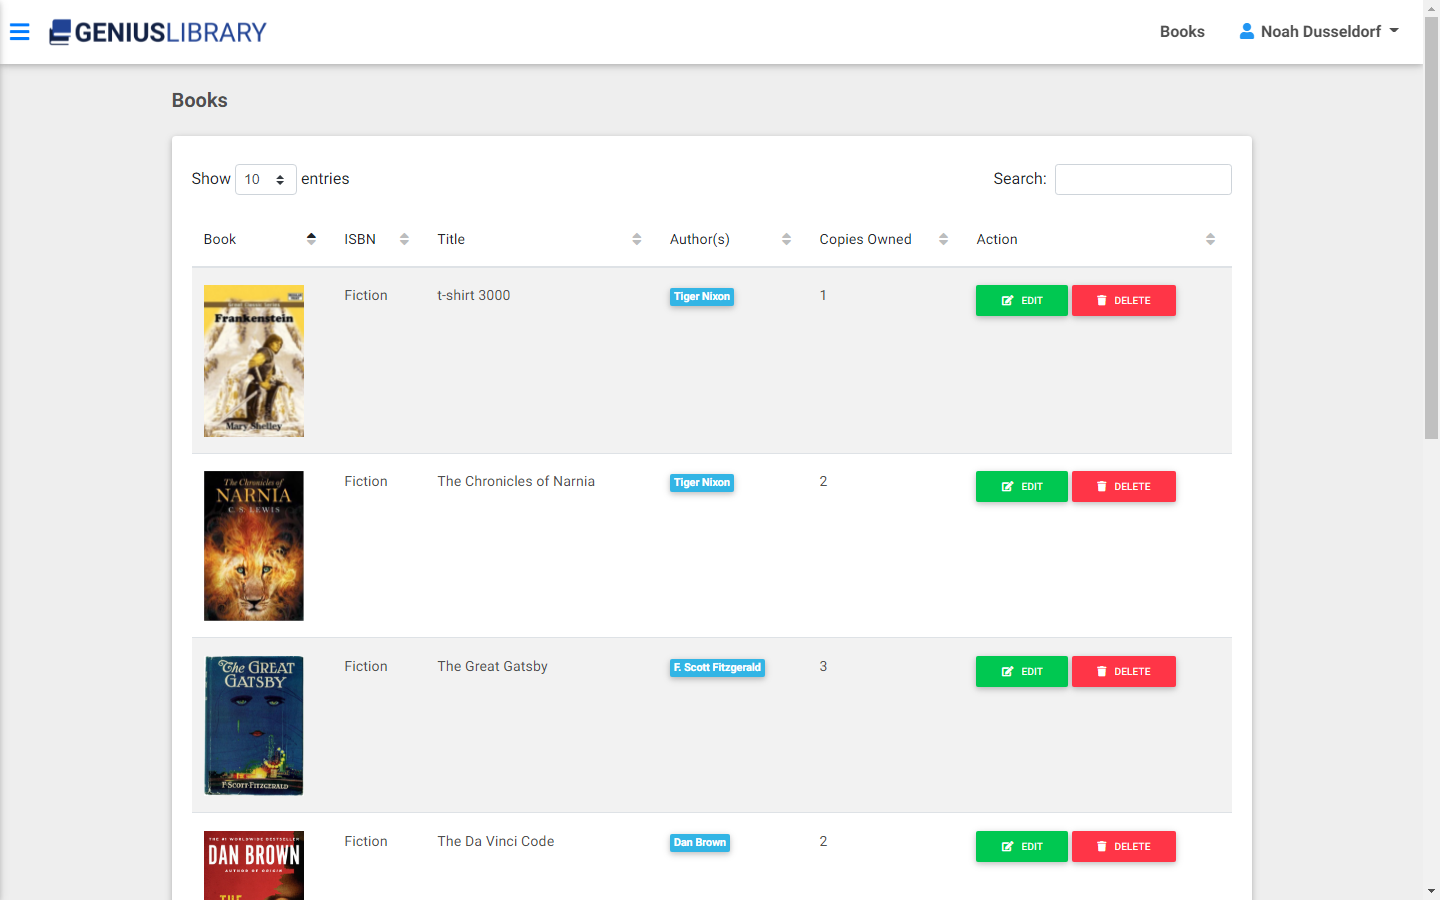 GENIUSLIBRARY
Books
Noah Dusseldorf
Books
Show 10 entries
Search:
Book
ISBN
Title
Author(s)
Copies Owned
Action
Frankenstein
Mary Shelley
Fiction
t-shirt 3000
Tiger Nixon
1
EDIT
DELETE
The Chronicles of
NARNIA
C. S. LEWIS
Fiction
The Chronicles of Narnia
Tiger Nixon
2
EDIT
DELETE
The GREAT
GATSBY
F. SCOTT FITZGERALD
Fiction
The Great Gatsby
F. Scott Fitzgerald
3
EDIT
DELETE
THE #1 WORLDWIDE BESTSELLER
DAN BROWN
AUTHOR OF ORIGIN
THE
Fiction
The Da Vinci Code
Dan Brown
2
EDIT
DELETE